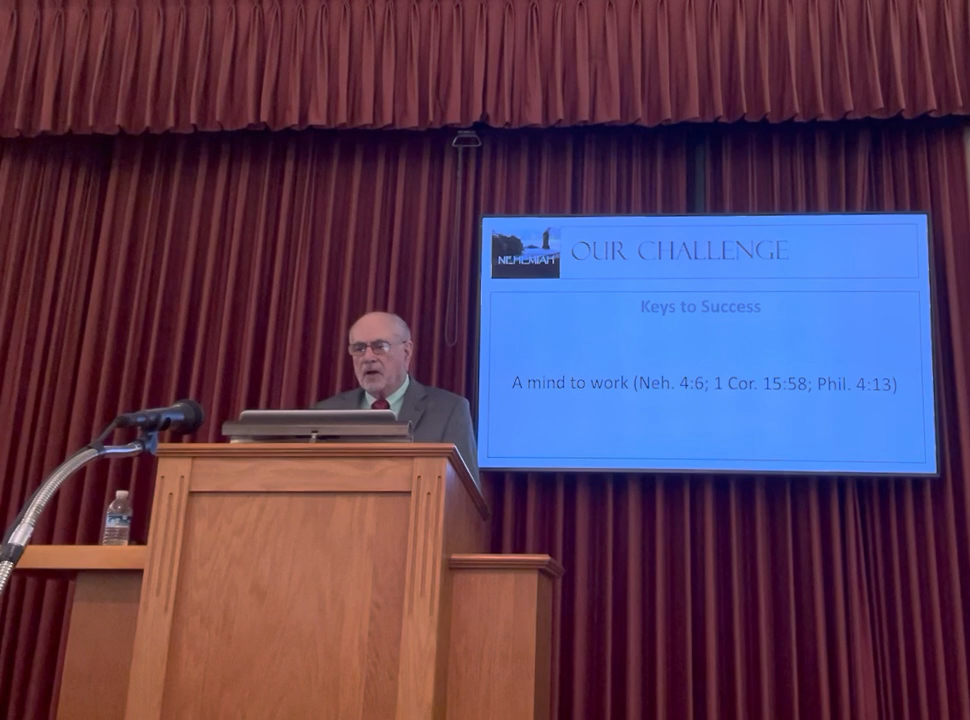 NEHEMIAH
OUR CHALLENGE
Keys to Success
A mind to work (Neh. 4:6; 1 Cor. 15:58; Phil. 4:13)